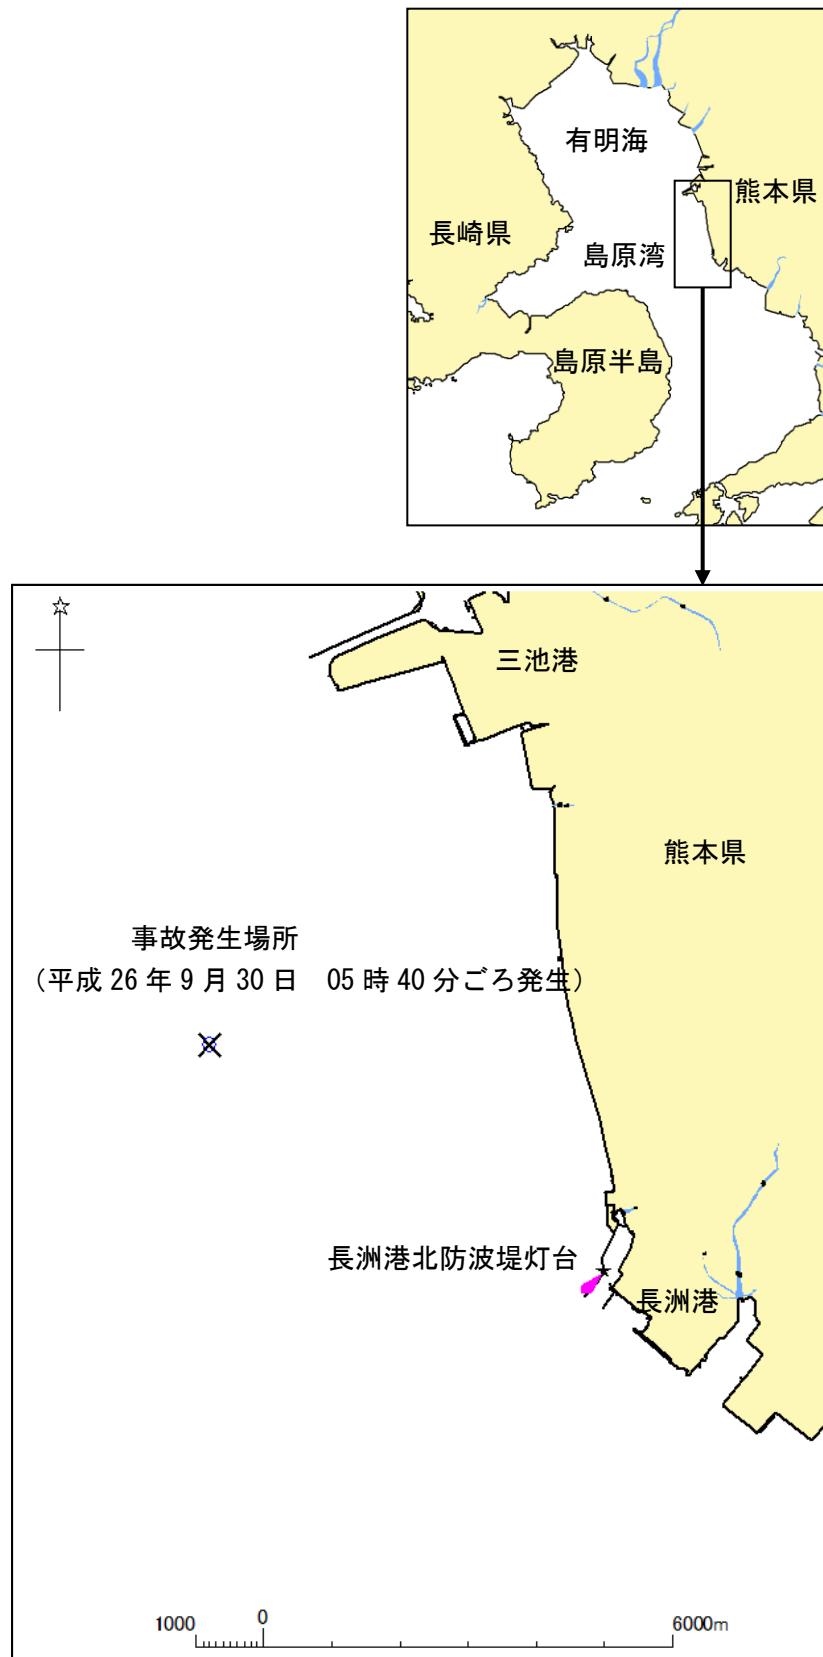 有明海
熊本県
長崎県
島原湾
島原半島
三池港
熊本県
事故発生場所
（平成 26 年 9 月 30 日　05 時 40 分ごろ発生）
長洲港北防波堤灯台
長洲港
1000 0 6000m